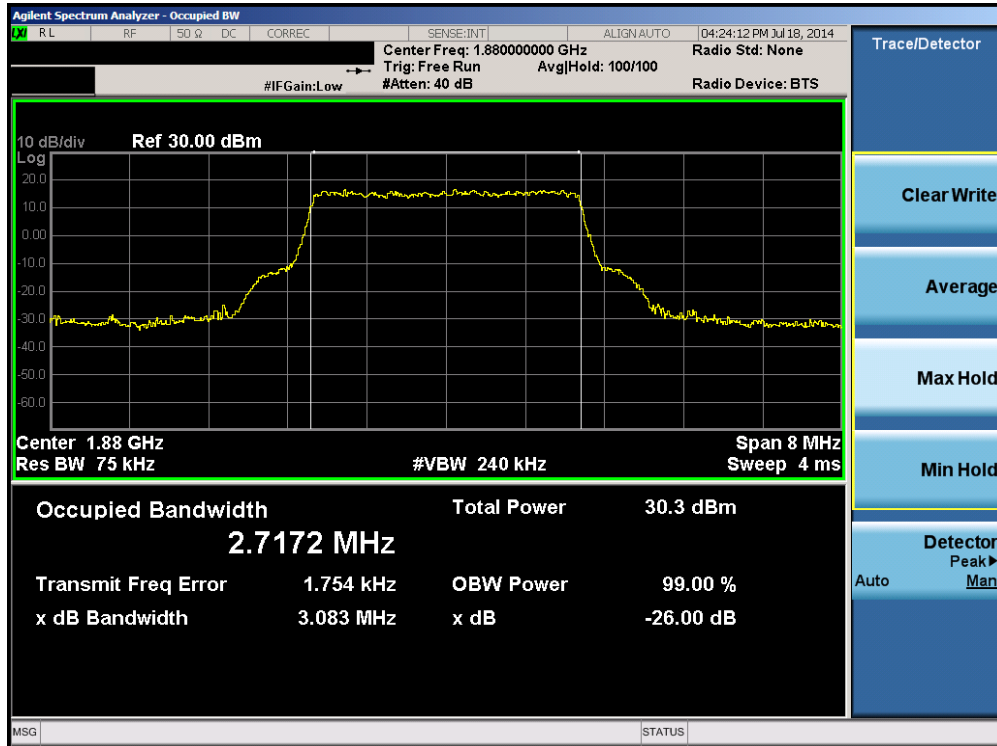 Agilent Spectrum Analyzer - Occupied BW
LXI RL RF 50 Ω DC CORREC SENSE:INT ALIGN AUTO 04:24:12 PM Jul 18, 2014
Center Freq: 1.880000000 GHz Radio Std: None
Trig: Free Run Avg|Hold: 100/100
#IFGain:Low #Atten: 40 dB Radio Device: BTS
10 dB/div Ref 30.00 dBm
Log
20.0
10.0
0.00
-10.0
-20.0
-30.0
-40.0
-50.0
-60.0
Center 1.88 GHz Span 8 MHz
Res BW 75 kHz #VBW 240 kHz Sweep 4 ms
Occupied Bandwidth Total Power 30.3 dBm
2.7172 MHz
Transmit Freq Error 1.754 kHz OBW Power 99.00 %
x dB Bandwidth 3.083 MHz x dB -26.00 dB
MSG STATUS
Trace/Detector
Clear Write
Average
Max Hold
Min Hold
Detector
Peak▶
Auto Man